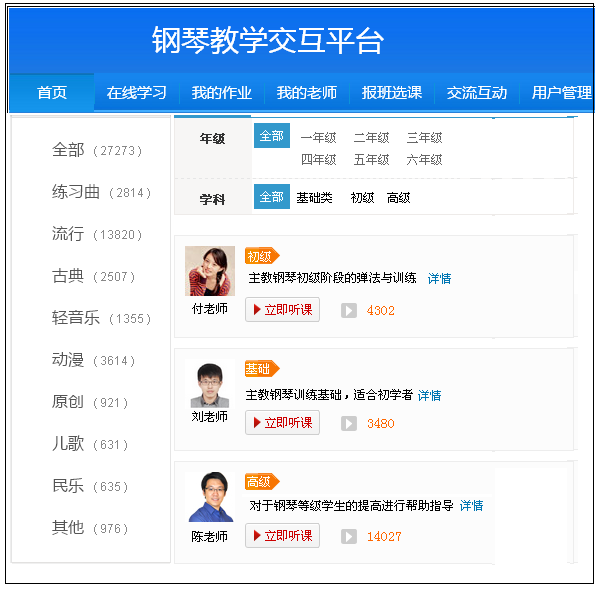 钢琴教学交互平台
首页 在线学习 我的作业 我的老师 报班选课 交流互动 用户管理
全部 (27273)
练习曲 (2814)
流行 (13820)
古典 (2507)
轻音乐 (1355)
动漫 (3614)
原创 (921)
儿歌 (631)
民乐 (635)
其他 (976)
年级 全部 一年级 二年级 三年级
四年级 五年级 六年级
学科 全部 基础类 初级 高级
初级
主教钢琴初级阶段的弹法与训练 详情
付老师 立即听课 4302
基础
主教钢琴训练基础，适合初学者 详情
刘老师 立即听课 3480
高级
对于钢琴等级学生的提高进行帮助指导 详情
陈老师 立即听课 14027